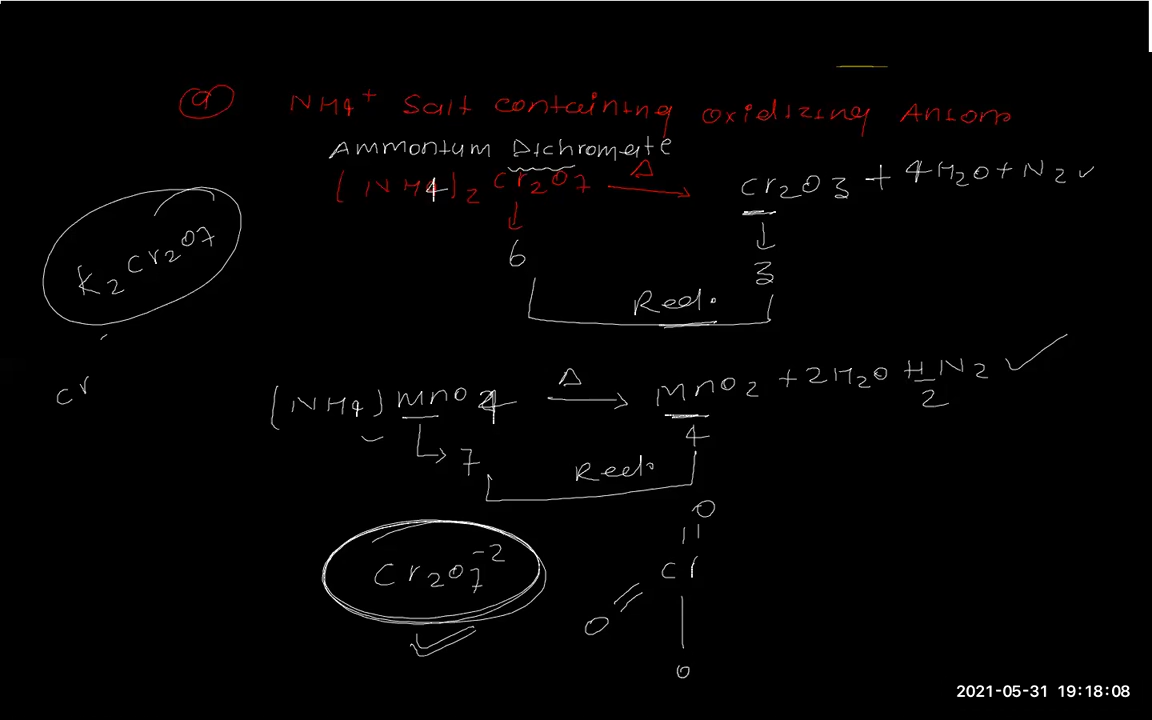 a NH4+ Salt containing oxidizing Anion
Ammonium Dichromate
(NH4)2 Cr2O7 Δ→ Cr2O3 + 4H2O + N2 ✓
6
3
Red.
K2Cr2O7
Cr
(NH4) MnO4 Δ→ MnO2 + 2H2O + 1/2 N2 ✓
7
4
Red.
Cr2O7-2
O
Cr
O
O
2021-05-31 19:18:08